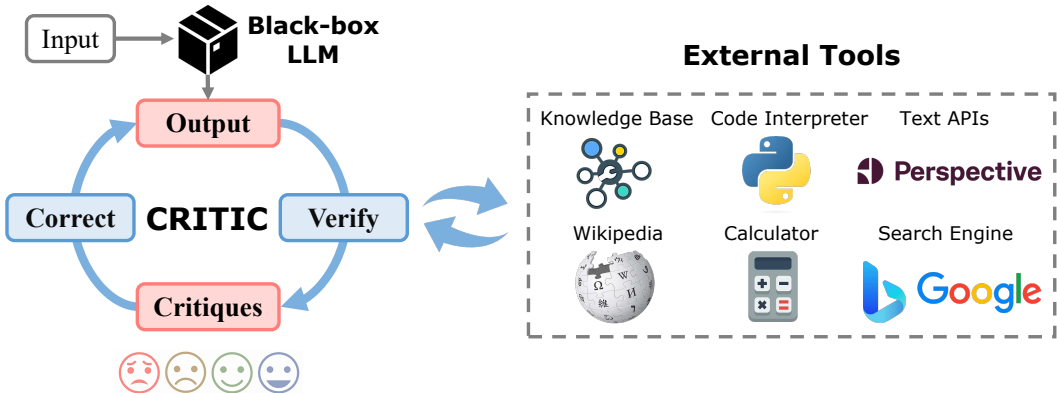 Input
Black-box
LLM
Output
Correct
CRITIC
Verify
Critiques
External Tools
Knowledge Base
Code Interpreter
Text APIs
Perspective
Wikipedia
Calculator
Search Engine
Ω
W
И
Google